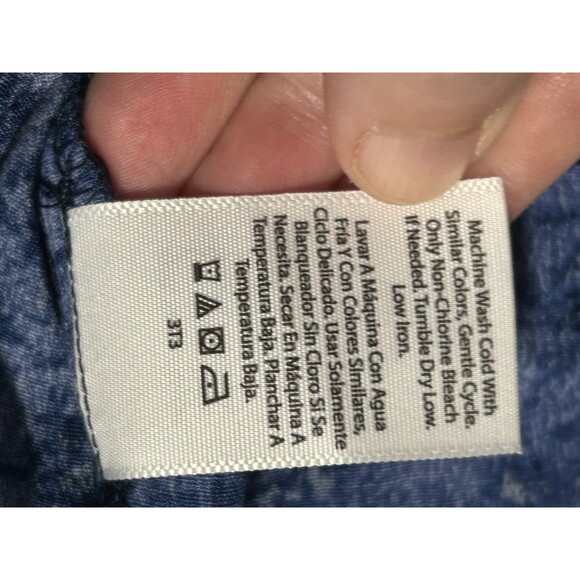 Machine Wash Cold With
Similar Colors, Gentle Cycle.
Only Non-Chlorine Bleach
If Needed. Tumble Dry Low.
Low Iron.
Lavar A Máquina Con Agua
Fría Y Con Colores Similares,
Ciclo Delicado. Usar Solamente
Blanqueador Sin Cloro Si Se
Necesita. Secar En Máquina A
Temperatura Baja. Planchar A
Temperatura Baja.
3T3